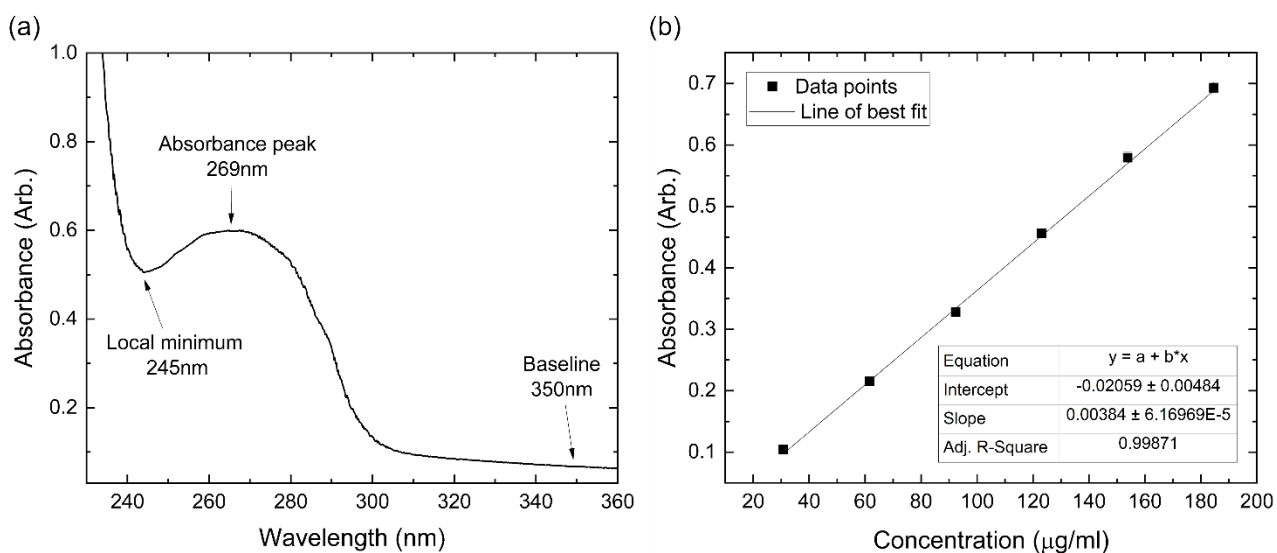 (a)
1.0
0.8
0.6
0.4
0.2
Absorbance (Arb.)
Absorbance peak
269nm
Local minimum
245nm
Baseline
350nm
240
260
280
300
320
340
360
Wavelength (nm)
(b)
0.7
0.6
0.5
0.4
0.3
0.2
0.1
Absorbance (Arb.)
Data points
Line of best fit
Equation y = a + b*x
Intercept -0.02059 ± 0.00484
Slope 0.00384 ± 6.16969E-5
Adj. R-Square 0.99871
20
40
60
80
100
120
140
160
180
200
Concentration (μg/ml)